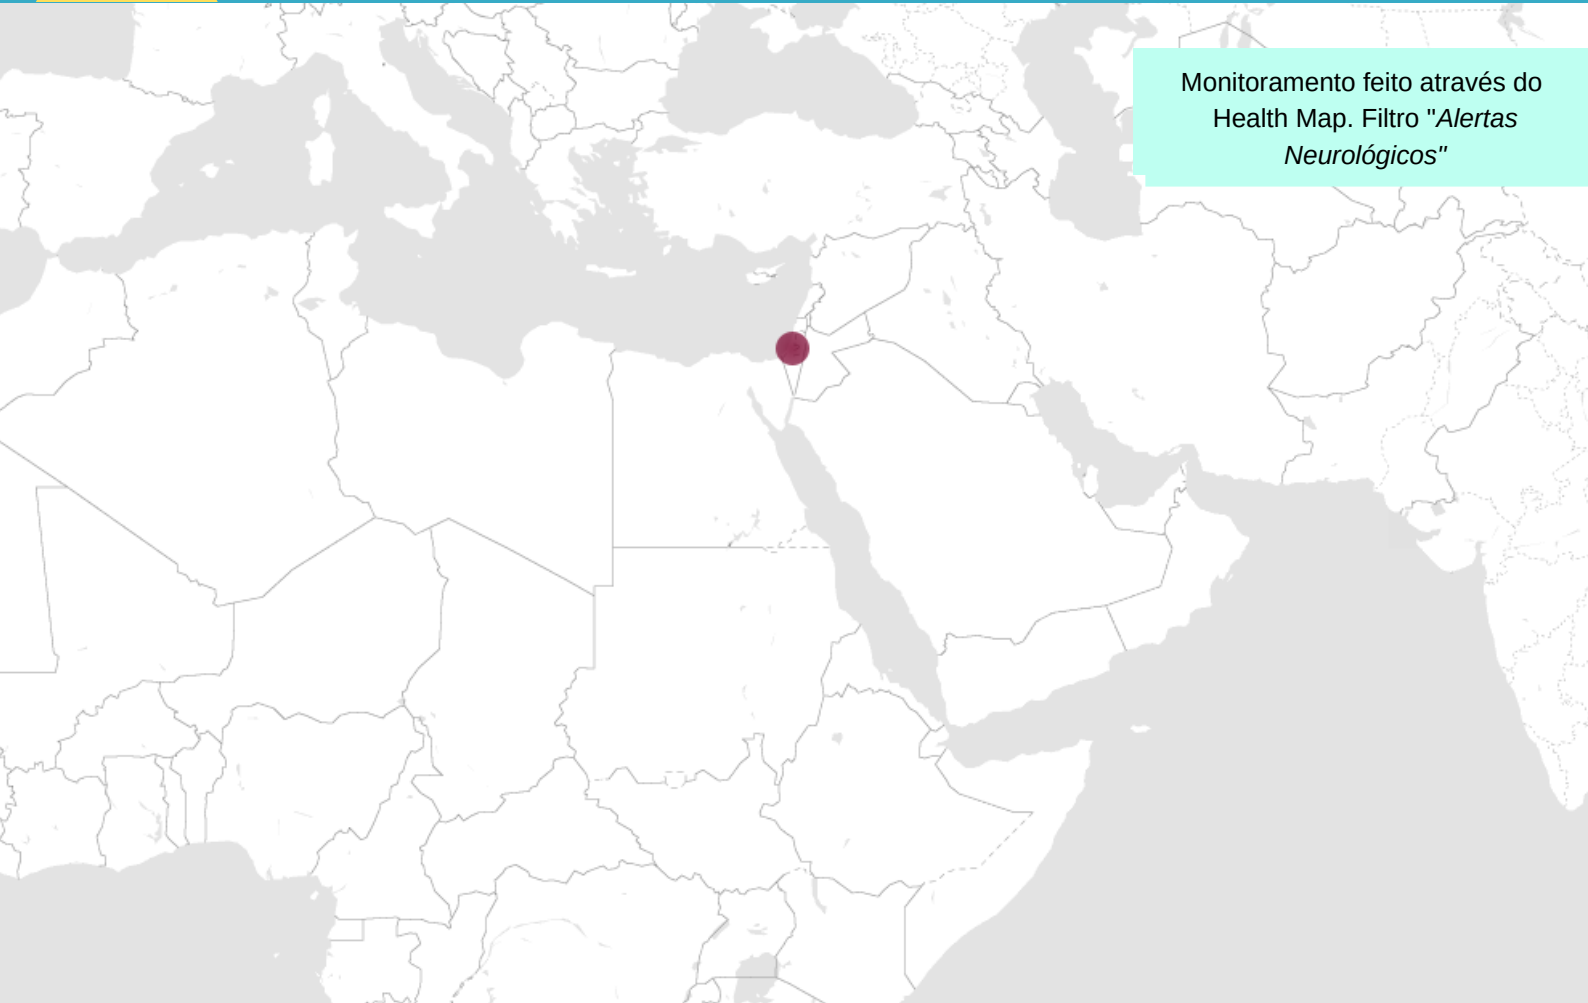 Monitoramento feito através do
Health Map. Filtro "Alertas
Neurológicos"